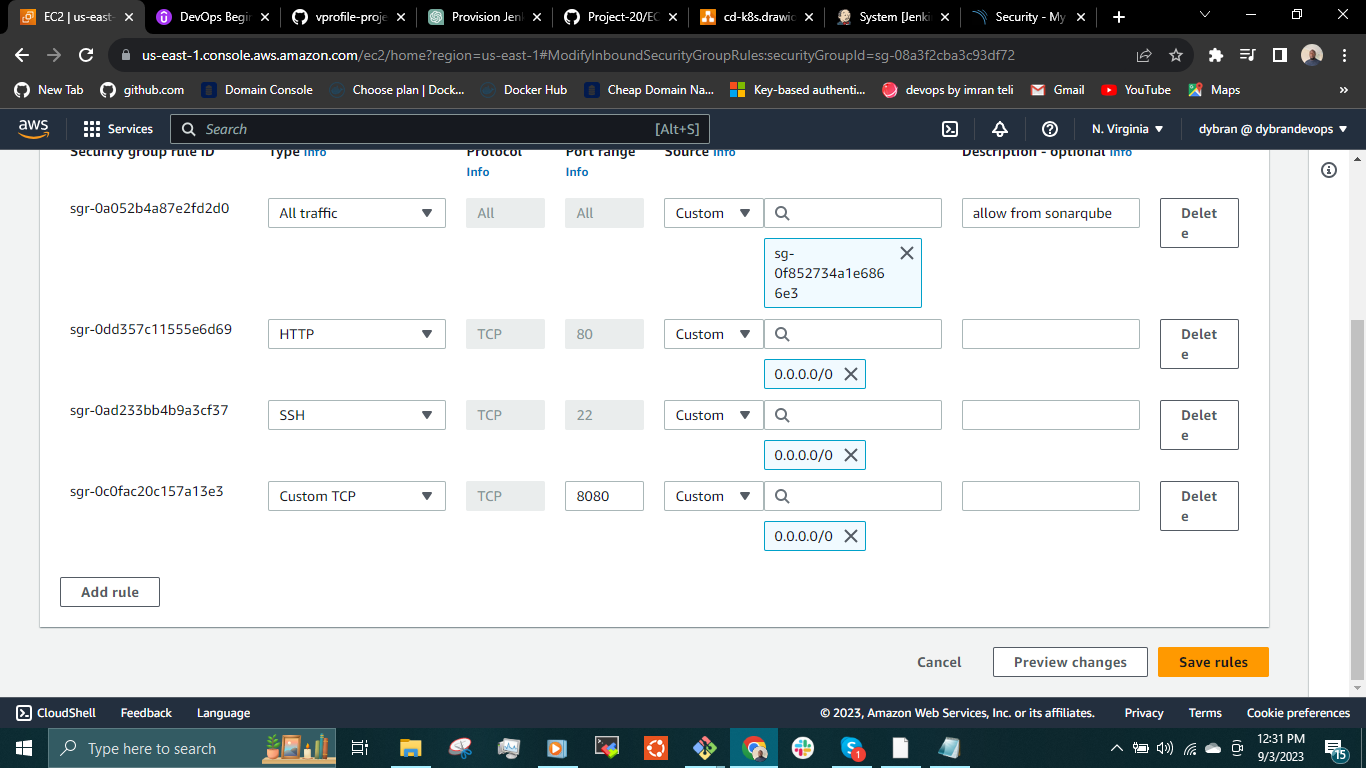 EC2 | us-east-
DevOps Begin
vprofile-proje
Provision Jen
Project-20/EC
cd-k8s.drawio
System [Jenki
Security - My
us-east-1.console.aws.amazon.com/ec2/home?region=us-east-1#ModifyInboundSecurityGroupRules:securityGroupId=sg-08a3f2cba3c93df72
New Tab
github.com
Domain Console
Choose plan | Dock...
Docker Hub
Cheap Domain Na...
Key-based authenti...
devops by imran teli
Gmail
YouTube
Maps
»
aws
Services
Search
[Alt+S]
N. Virginia
dybran @ dybrandevops
Security group rule ID
Type Info
Protocol
Info
Port range
Info
Source Info
Description - optional Info
sgr-0a052b4a87e2fd2d0
All traffic
All
All
Custom
allow from sonarqube
Delet
e
sg-
0f852734a1e686
6e3
sgr-0dd357c11555e6d69
HTTP
TCP
80
Custom
Delet
e
0.0.0.0/0
sgr-0ad233bb4b9a3cf37
SSH
TCP
22
Custom
Delet
e
0.0.0.0/0
sgr-0c0fac20c157a13e3
Custom TCP
TCP
8080
Custom
Delet
e
0.0.0.0/0
Add rule
Cancel
Preview changes
Save rules
CloudShell
Feedback
Language
© 2023, Amazon Web Services, Inc. or its affiliates.
Privacy
Terms
Cookie preferences
Type here to search
1
12:31 PM
9/3/2023
15